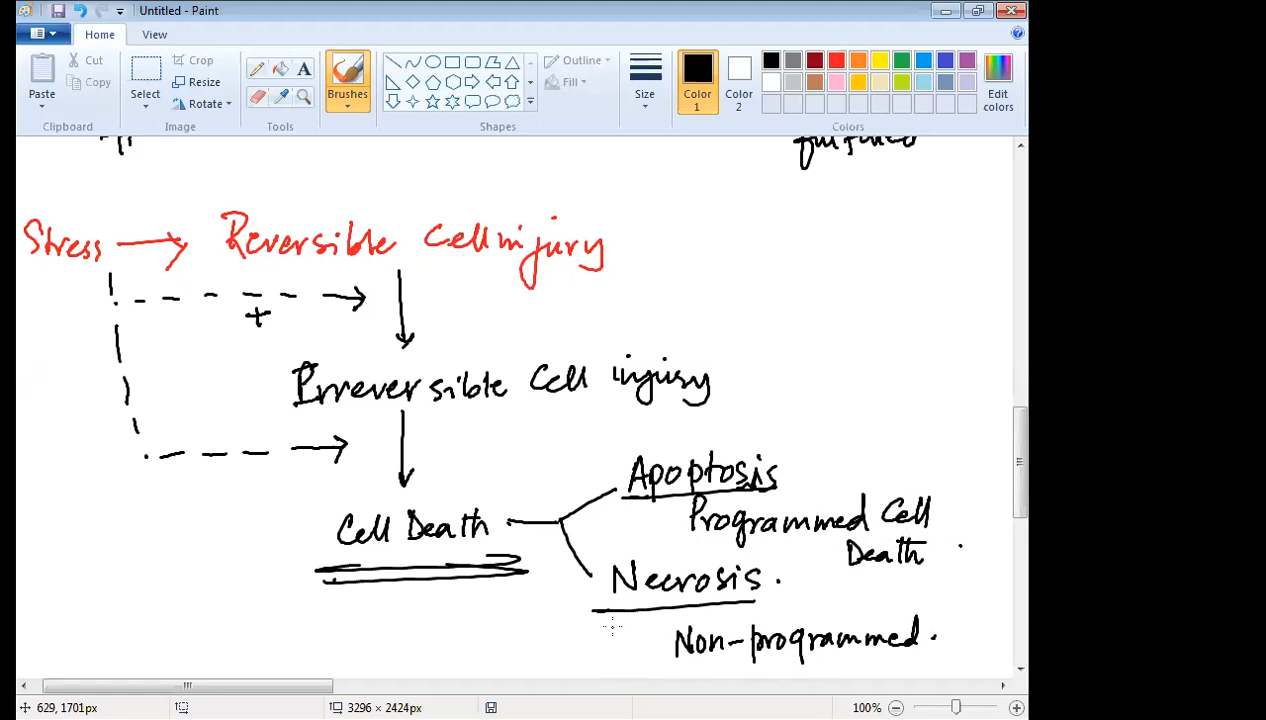 Untitled - Paint
Home View
Paste
Cut
Copy
Clipboard
Select
Crop
Resize
Rotate
Image
A
Tools
Brushes
Shapes
Outline
Fill
Size
Color 1
Color 2
Edit colors
Colors
Stress → Reversible Cell injury
+
Irreversible Cell injury
Cell Death
Apoptosis
Programmed Cell
Death
Necrosis.
Non-programmed.
629, 1701px
3296 × 2424px
100%